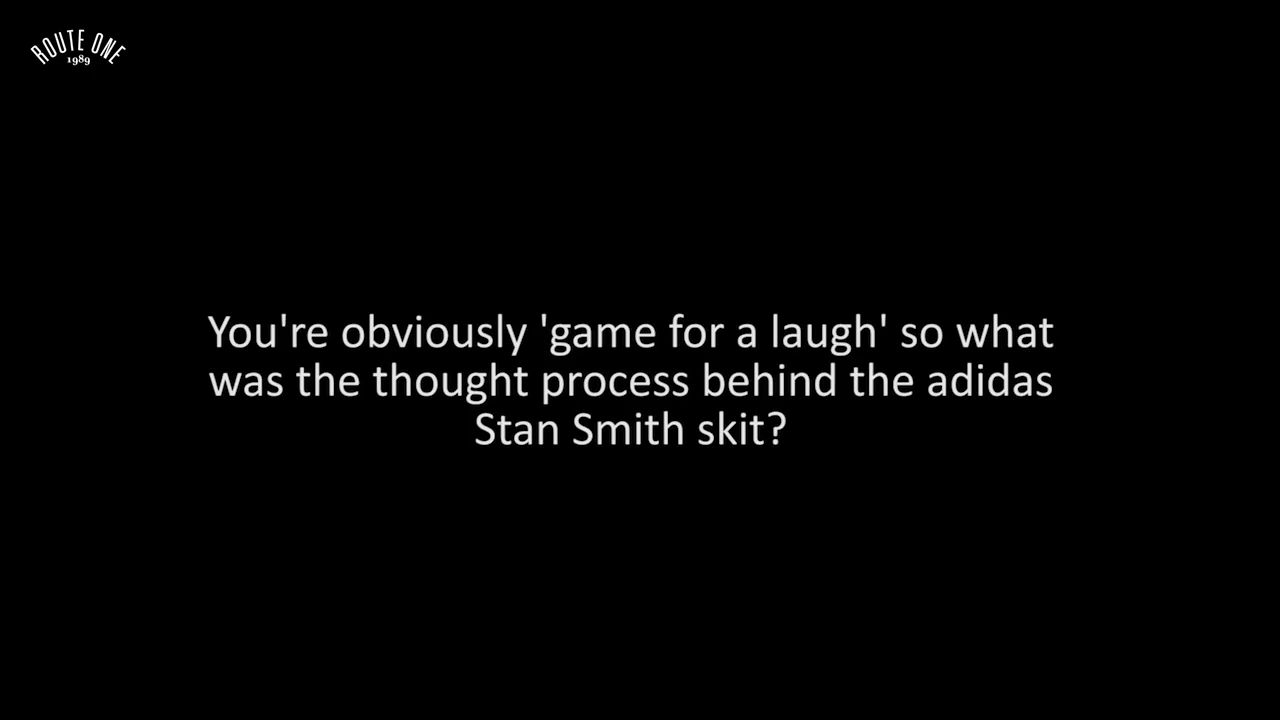 ROUTE ONE
1989
You're obviously 'game for a laugh' so what
was the thought process behind the adidas
Stan Smith skit?